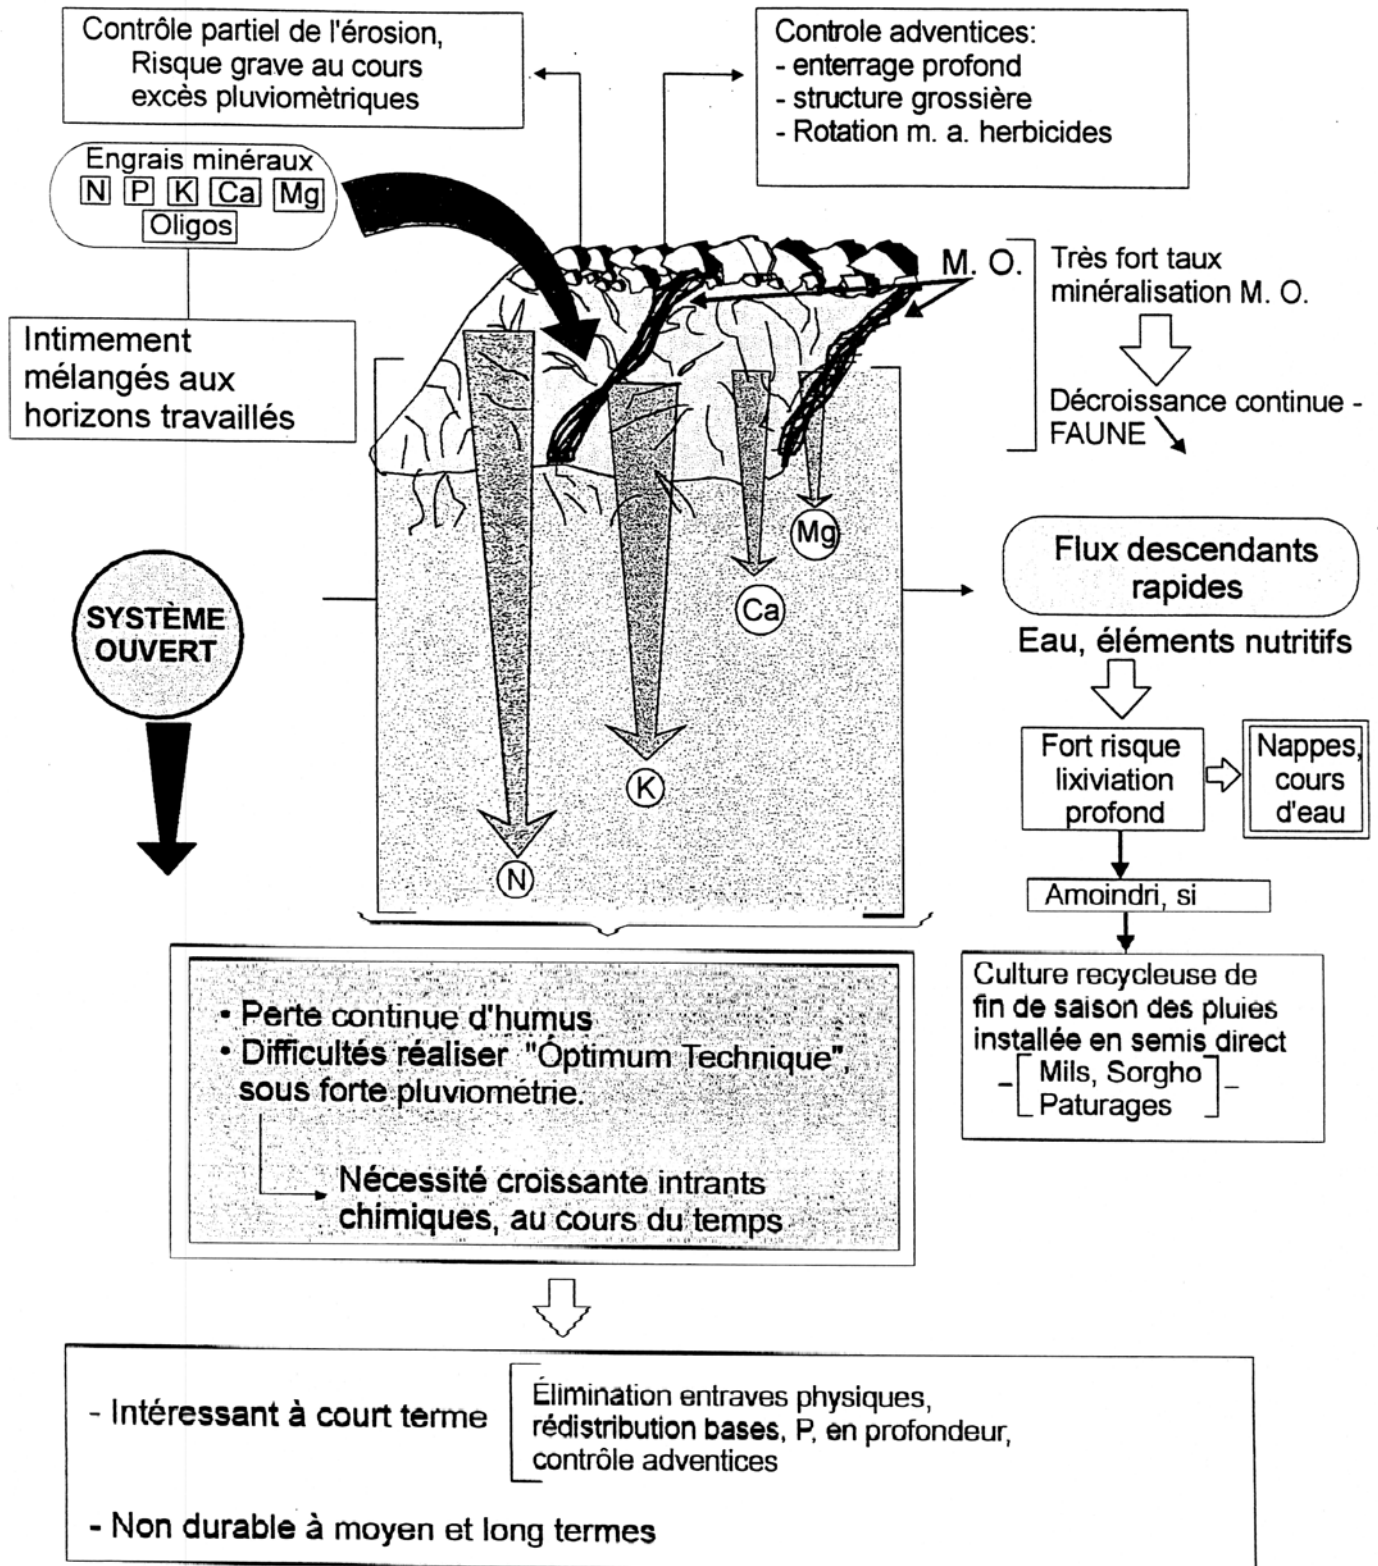 Contrôle partiel de l'érosion,
Risque grave au cours
excès pluviomètriques
Controle adventices:
- enterrage profond
- structure grossière
- Rotation m. a. herbicides
Engrais minéraux
N P K Ca Mg
Oligos
Intimement
mélangés aux
horizons travaillés
M. O.
Très fort taux
minéralisation M. O.
Décroissance continue -
FAUNE
Mg
Ca
K
N
SYSTÈME
OUVERT
Flux descendants
rapides
Eau, éléments nutritifs
Fort risque
lixiviation
profond
Nappes,
cours
d'eau
Amoindri, si
Culture recycleuse de
fin de saison des pluies
installée en semis direct
- Mils, Sorgho -
Paturages
• Perte continue d'humus
• Difficultés réaliser "Óptimum Technique",
sous forte pluviométrie.
Nécessité croissante intrants
chimiques, au cours du temps
- Intéressant à court terme
Élimination entraves physiques,
rédistribution bases, P, en profondeur,
contrôle adventices
- Non durable à moyen et long termes